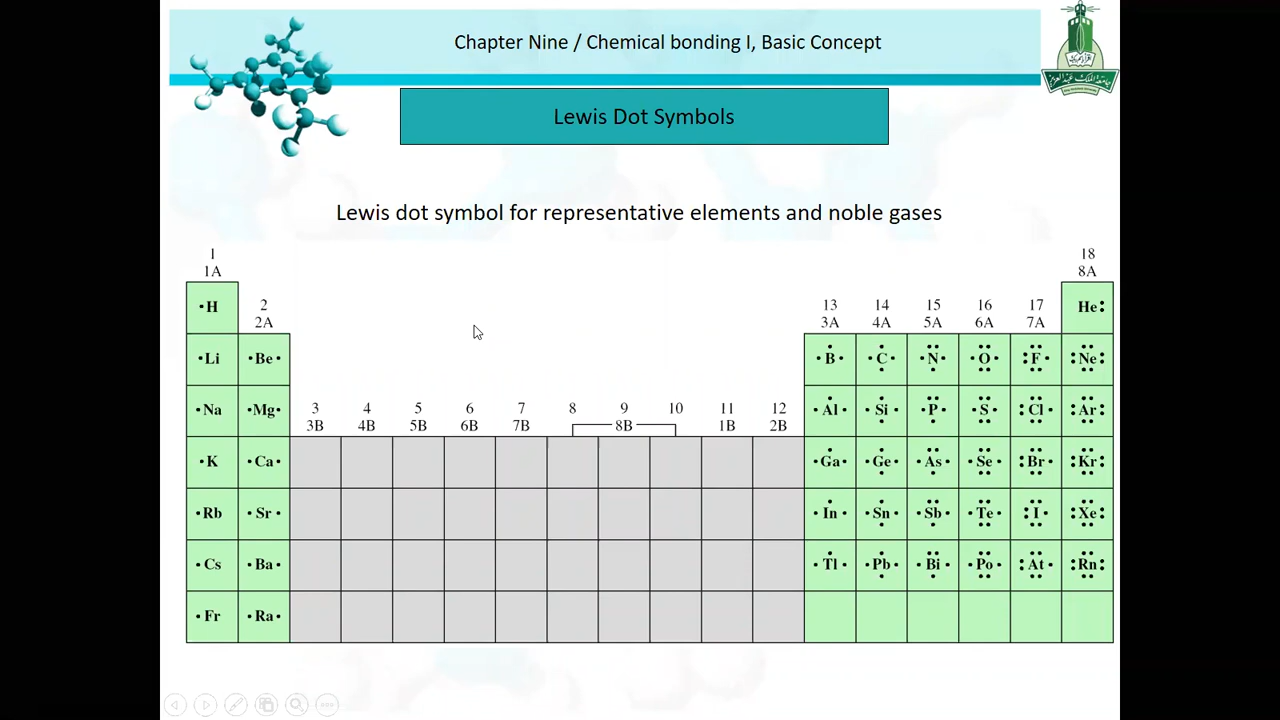 Chapter Nine / Chemical bonding I, Basic Concept
جامعة الملك عبدالعزيز
Lewis Dot Symbols
Lewis dot symbol for representative elements and noble gases
1 18
1A 8A
H He
2 13 14 15 16 17
2A 3A 4A 5A 6A 7A
Li Be B C N O F Ne
Na Mg Al Si P S Cl Ar
3 4 5 6 7 8 9 10 11 12
3B 4B 5B 6B 7B 8B 1B 2B
K Ca Ga Ge As Se Br Kr
Rb Sr In Sn Sb Te I Xe
Cs Ba Tl Pb Bi Po At Rn
Fr Ra